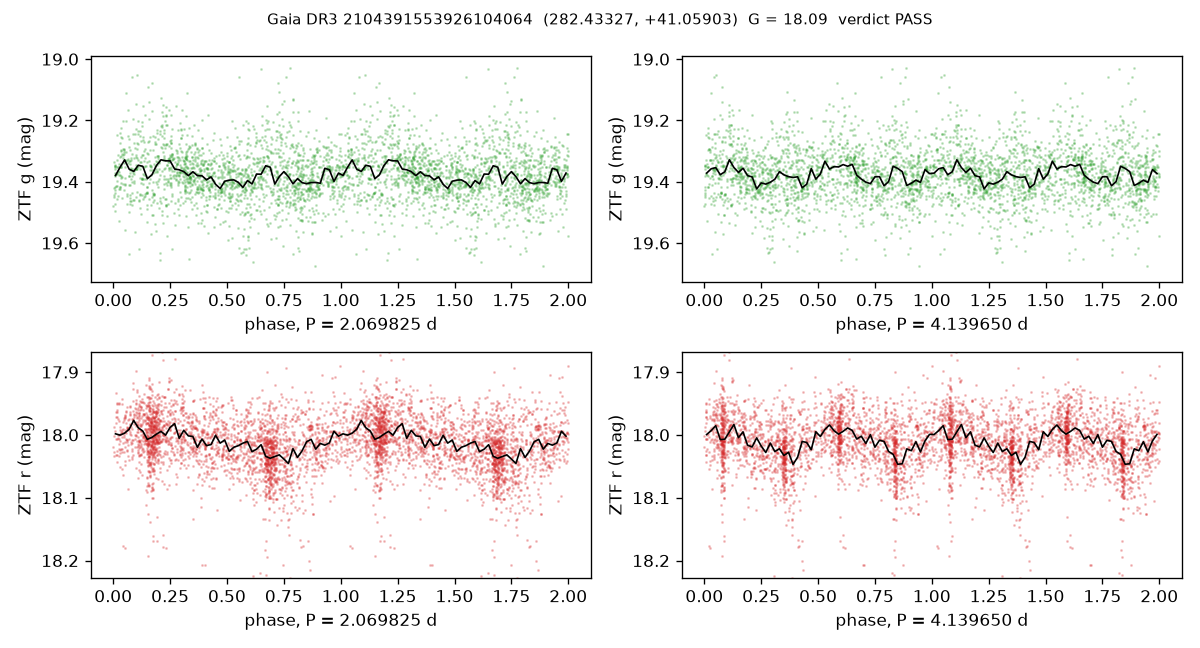 Gaia DR3 2104391553926104064 (282.43327, +41.05903) G = 18.09 verdict PASS
19.0
19.2
19.4
19.6
ZTF g (mag)
0.00 0.25 0.50 0.75 1.00 1.25 1.50 1.75 2.00
phase, P = 2.069825 d
19.0
19.2
19.4
19.6
ZTF g (mag)
0.00 0.25 0.50 0.75 1.00 1.25 1.50 1.75 2.00
phase, P = 4.139650 d
17.9
18.0
18.1
18.2
ZTF r (mag)
0.00 0.25 0.50 0.75 1.00 1.25 1.50 1.75 2.00
phase, P = 2.069825 d
17.9
18.0
18.1
18.2
ZTF r (mag)
0.00 0.25 0.50 0.75 1.00 1.25 1.50 1.75 2.00
phase, P = 4.139650 d